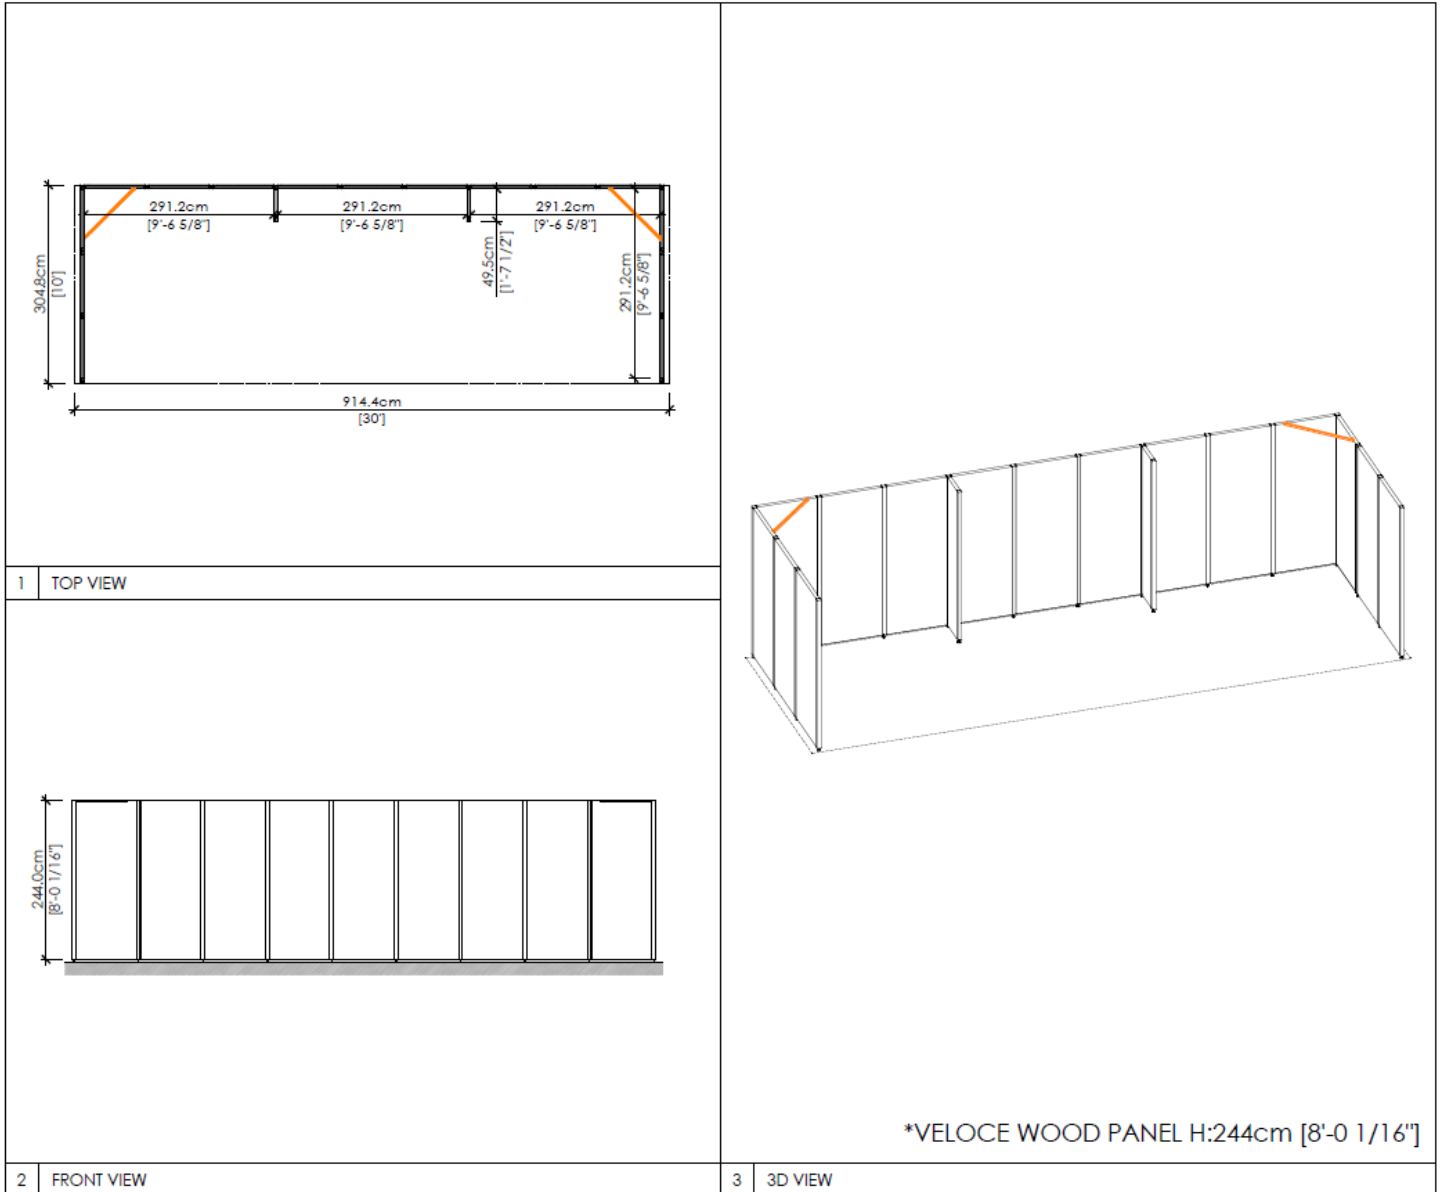 291.2cm
[9'-6 5/8"]
291.2cm
[9'-6 5/8"]
291.2cm
[9'-6 5/8"]
304.8cm
[10']
49.5cm
[1'-7 1/2"]
291.2cm
[9'-6 5/8"]
914.4cm
[30']
1 TOP VIEW
244.0cm
[8'-0 1/16"]
2 FRONT VIEW
*VELOCE WOOD PANEL H:244cm [8'-0 1/16"]
3 3D VIEW